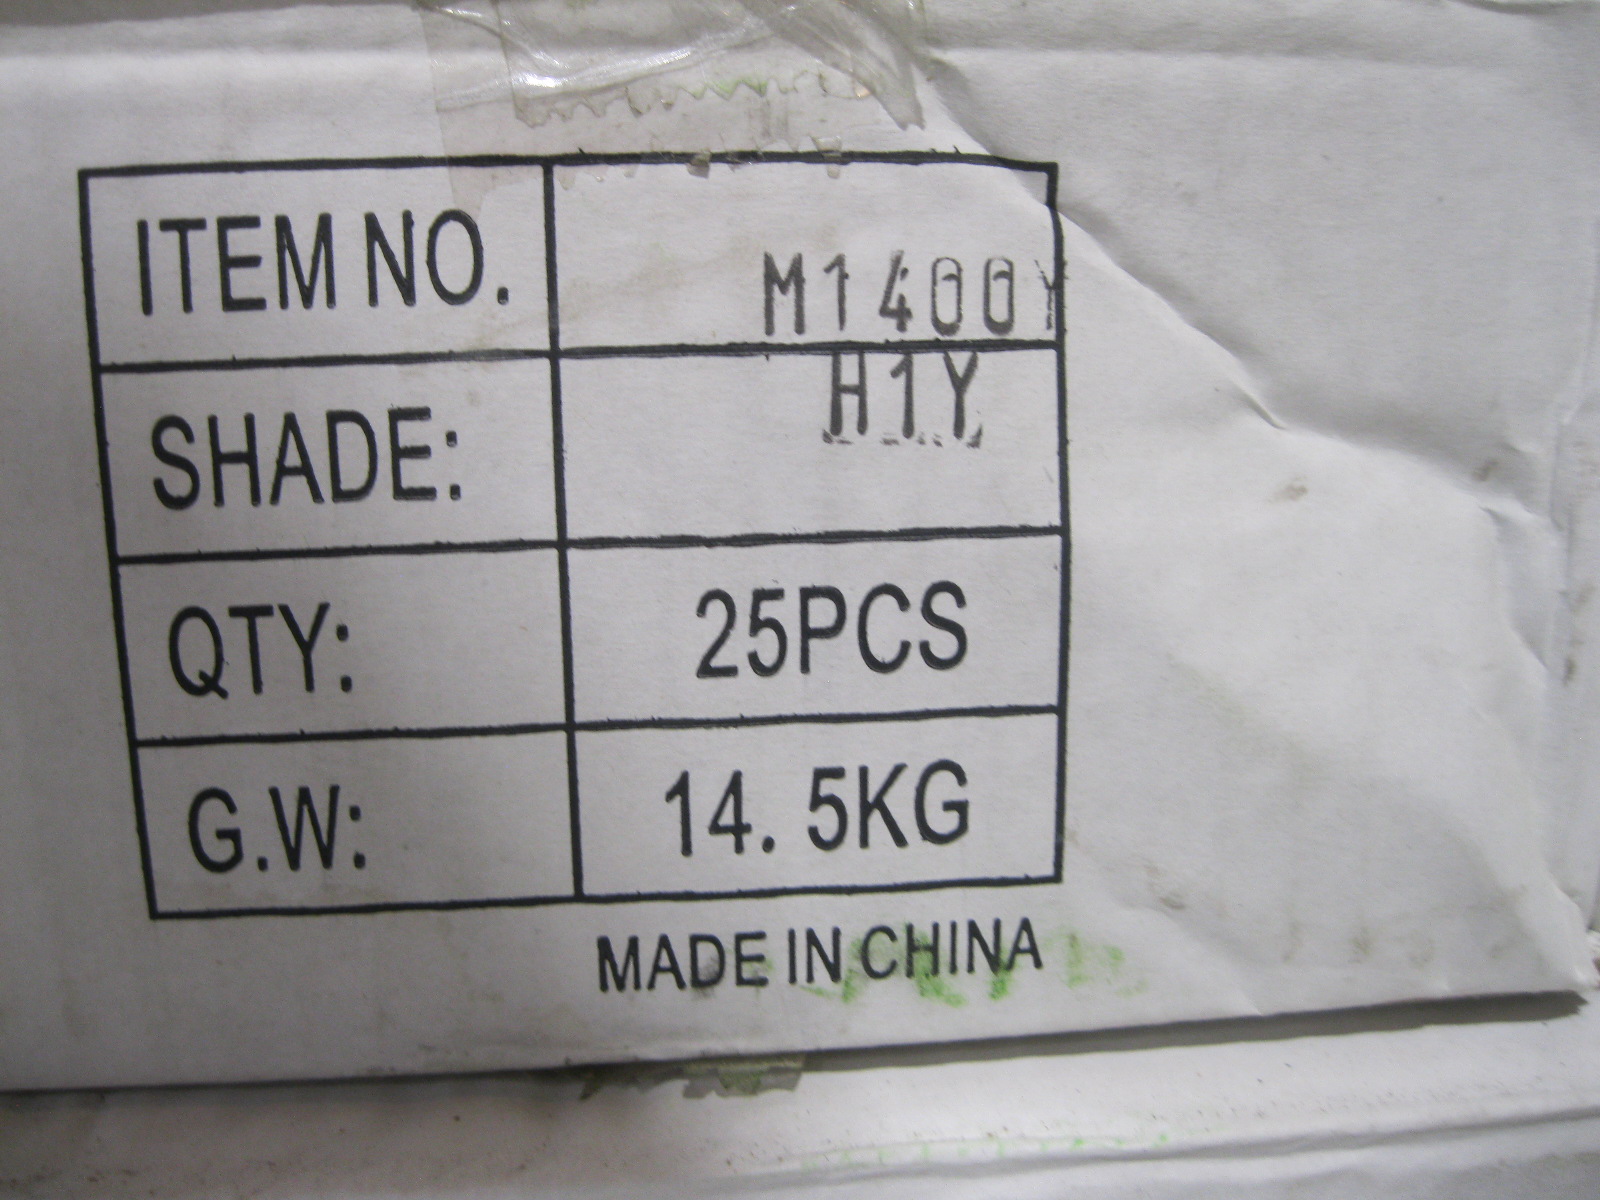 ITEM NO. M1400Y
SHADE: H1Y
QTY: 25PCS
G.W: 14.5KG
MADE IN CHINA